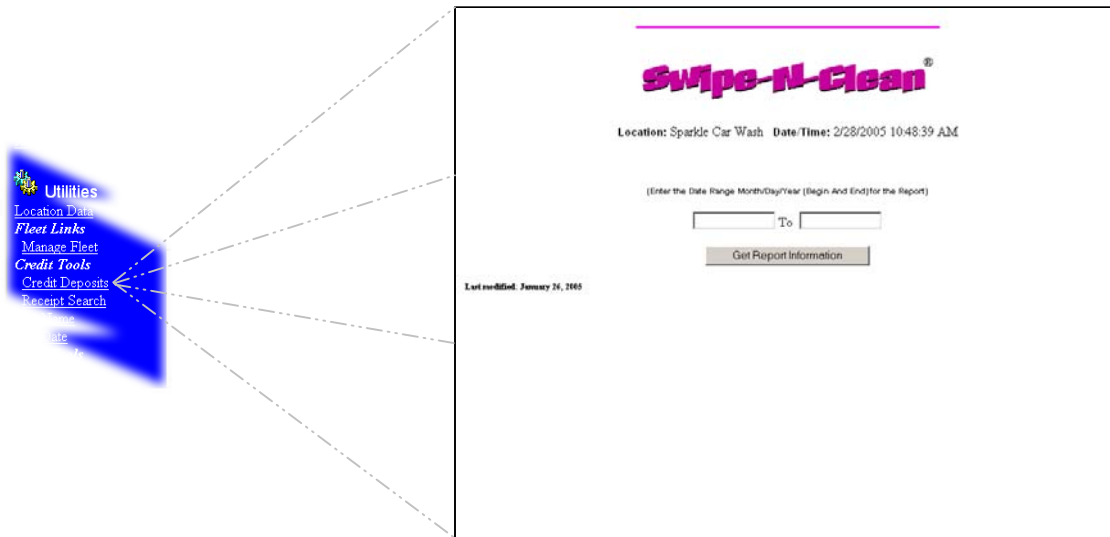 Utilities
Location Data
Fleet Links
Manage Fleet
Credit Tools
Credit Deposits
Receipt Search
Swipe-N-Clean®
Location: Sparkle Car Wash Date/Time: 2/28/2005 10:48:39 AM
(Enter the Date Range Month/Day/Year (Begin And End)for the Report)
To
Get Report Information
Last modified: January 26, 2005